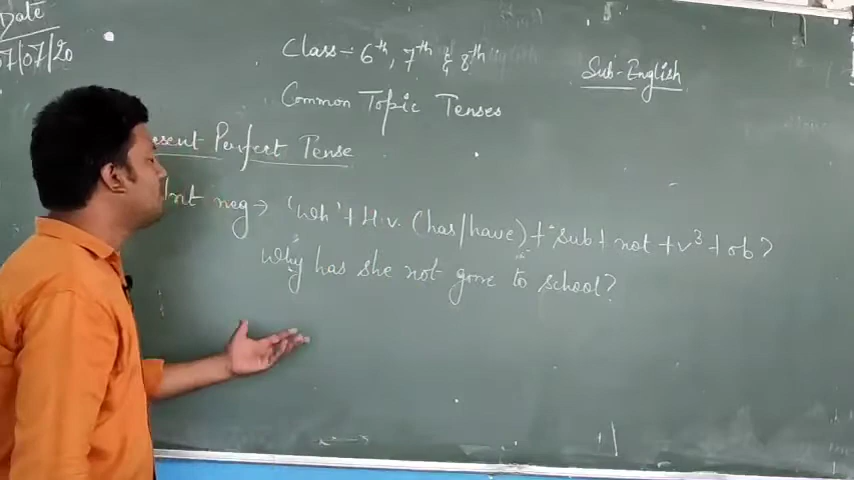 Date
07/07/20
Class:- 6th, 7th & 8th
Sub:- English
Common Topic Tenses
esent Perfect Tense
Int neg → 'Wh' + H.v. (has/have) + sub + not + v3 + ob?
Why has she not gone to school?